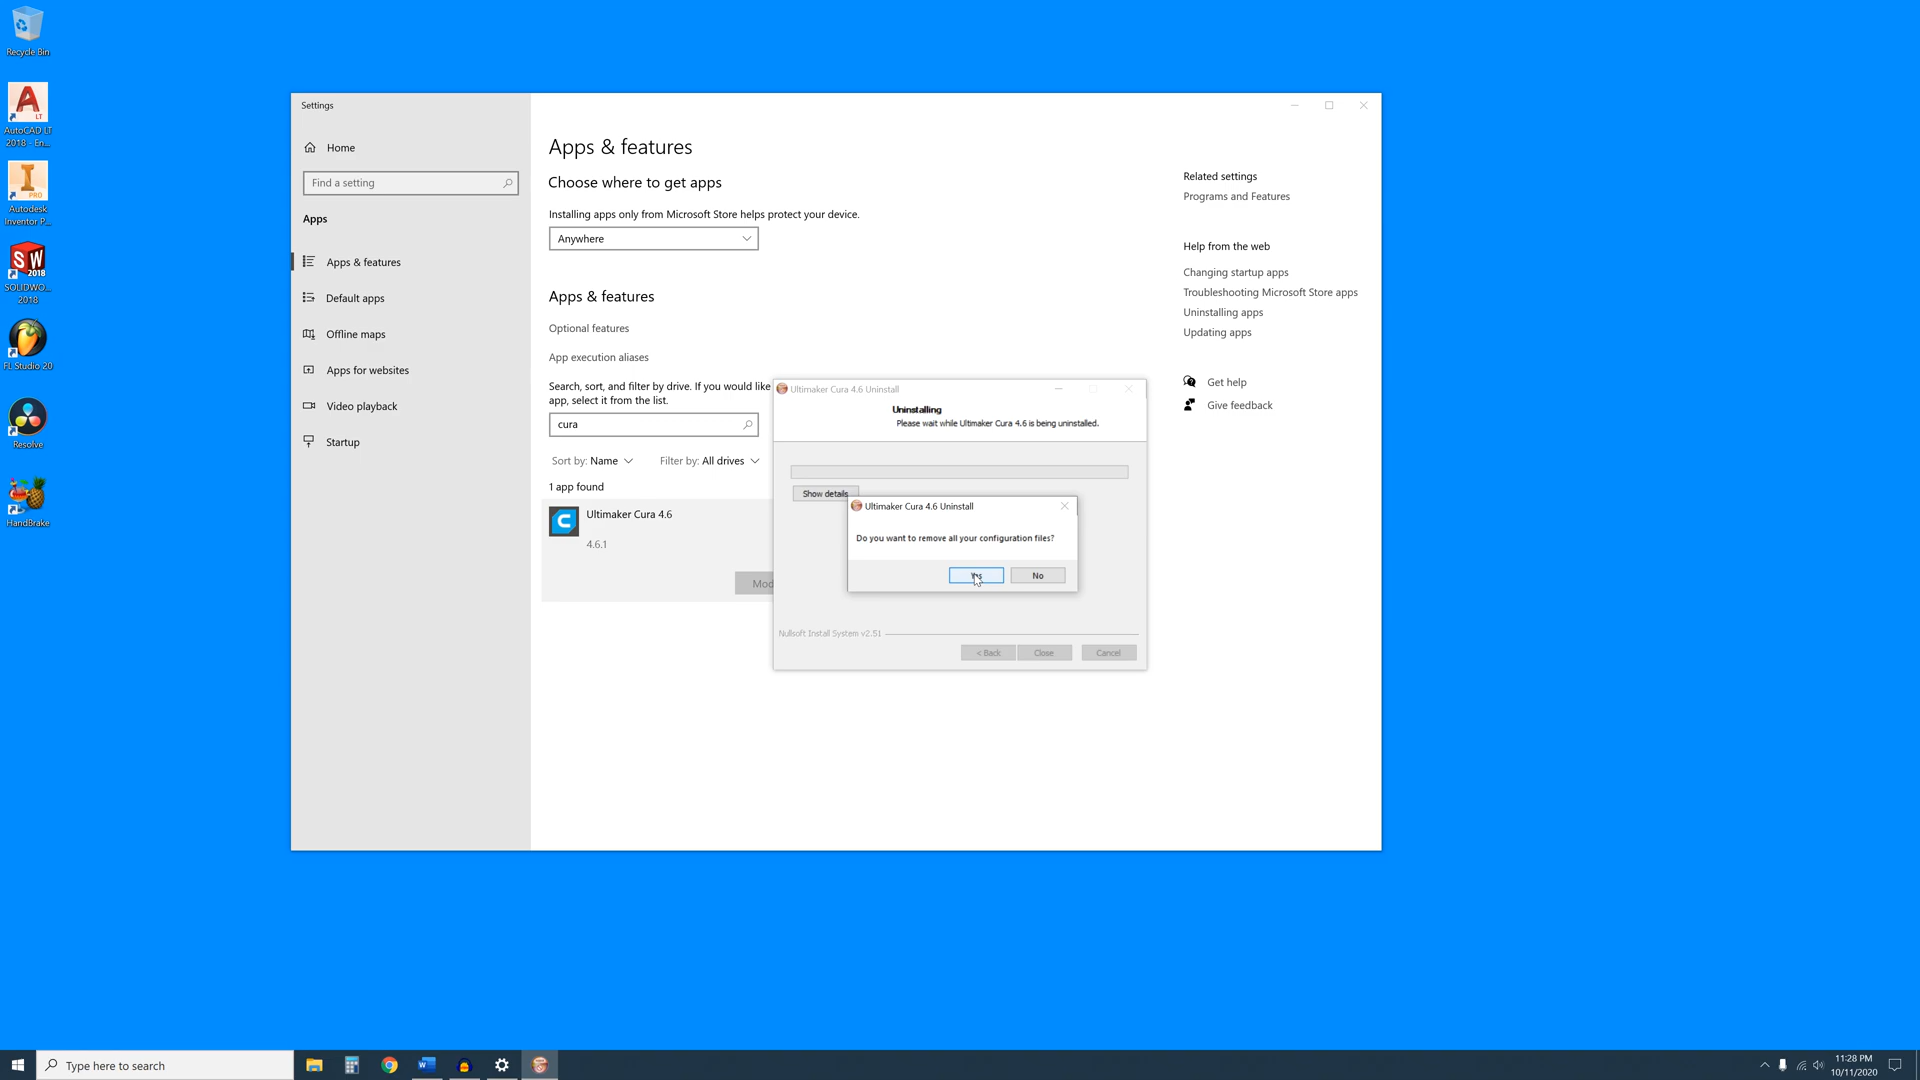 Recycle Bin
AutoCAD LT
2018 - En...
Autodesk
Inventor P...
SOLIDWO...
2018
FL Studio 20
Resolve
HandBrake
Settings
Home
Find a setting
Apps
Apps & features
Default apps
Offline maps
Apps for websites
Video playback
Startup
Apps & features
Choose where to get apps
Installing apps only from Microsoft Store helps protect your device.
Anywhere
Apps & features
Optional features
App execution aliases
Search, sort, and filter by drive. If you would like
app, select it from the list.
cura
Sort by: Name
Filter by: All drives
1 app found
Ultimaker Cura 4.6
4.6.1
Mod
Related settings
Programs and Features
Help from the web
Changing startup apps
Troubleshooting Microsoft Store apps
Uninstalling apps
Updating apps
Get help
Give feedback
Ultimaker Cura 4.6 Uninstall
Uninstalling
Please wait while Ultimaker Cura 4.6 is being uninstalled.
Show details
Ultimaker Cura 4.6 Uninstall
Do you want to remove all your configuration files?
Yes
No
Nullsoft Install System v2.51
< Back
Close
Cancel
Type here to search
11:28 PM
10/11/2020